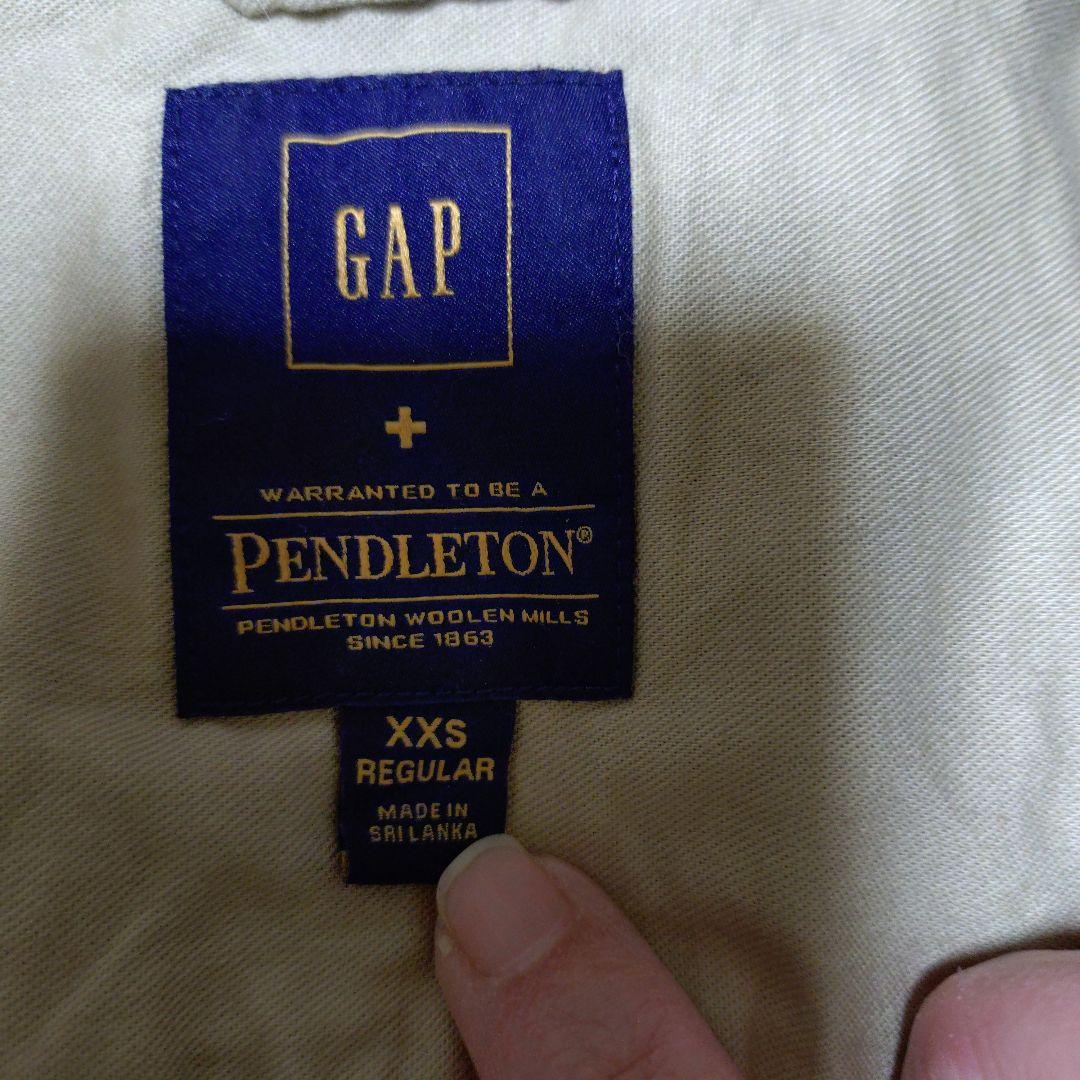 GAP
+
WARRANTED TO BE A
PENDLETON®
PENDLETON WOOLEN MILLS
SINCE 1863
XXS
REGULAR
MADE IN
SRI LANKA